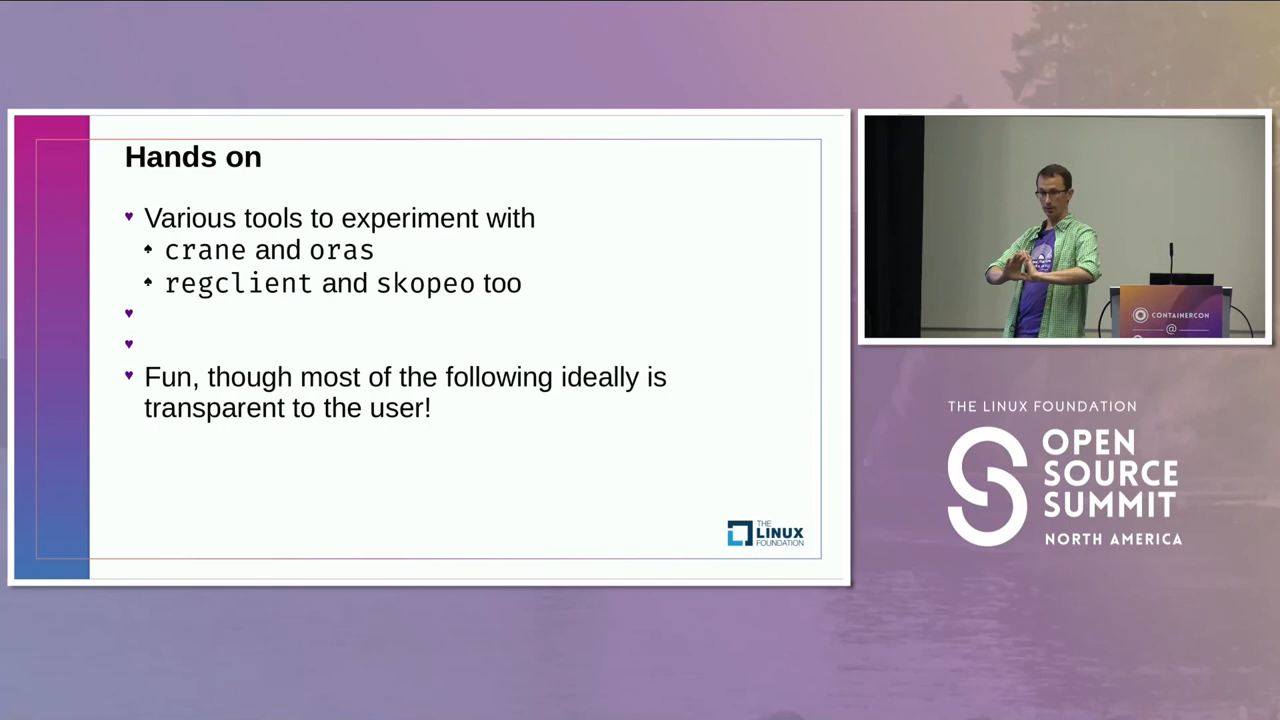 Hands on
Various tools to experiment with
crane and oras
regclient and skopeo too
Fun, though most of the following ideally is
transparent to the user!
THE
LINUX
FOUNDATION
CONTAINERCON
@
THE LINUX FOUNDATION
OPEN
SOURCE
SUMMIT
NORTH AMERICA